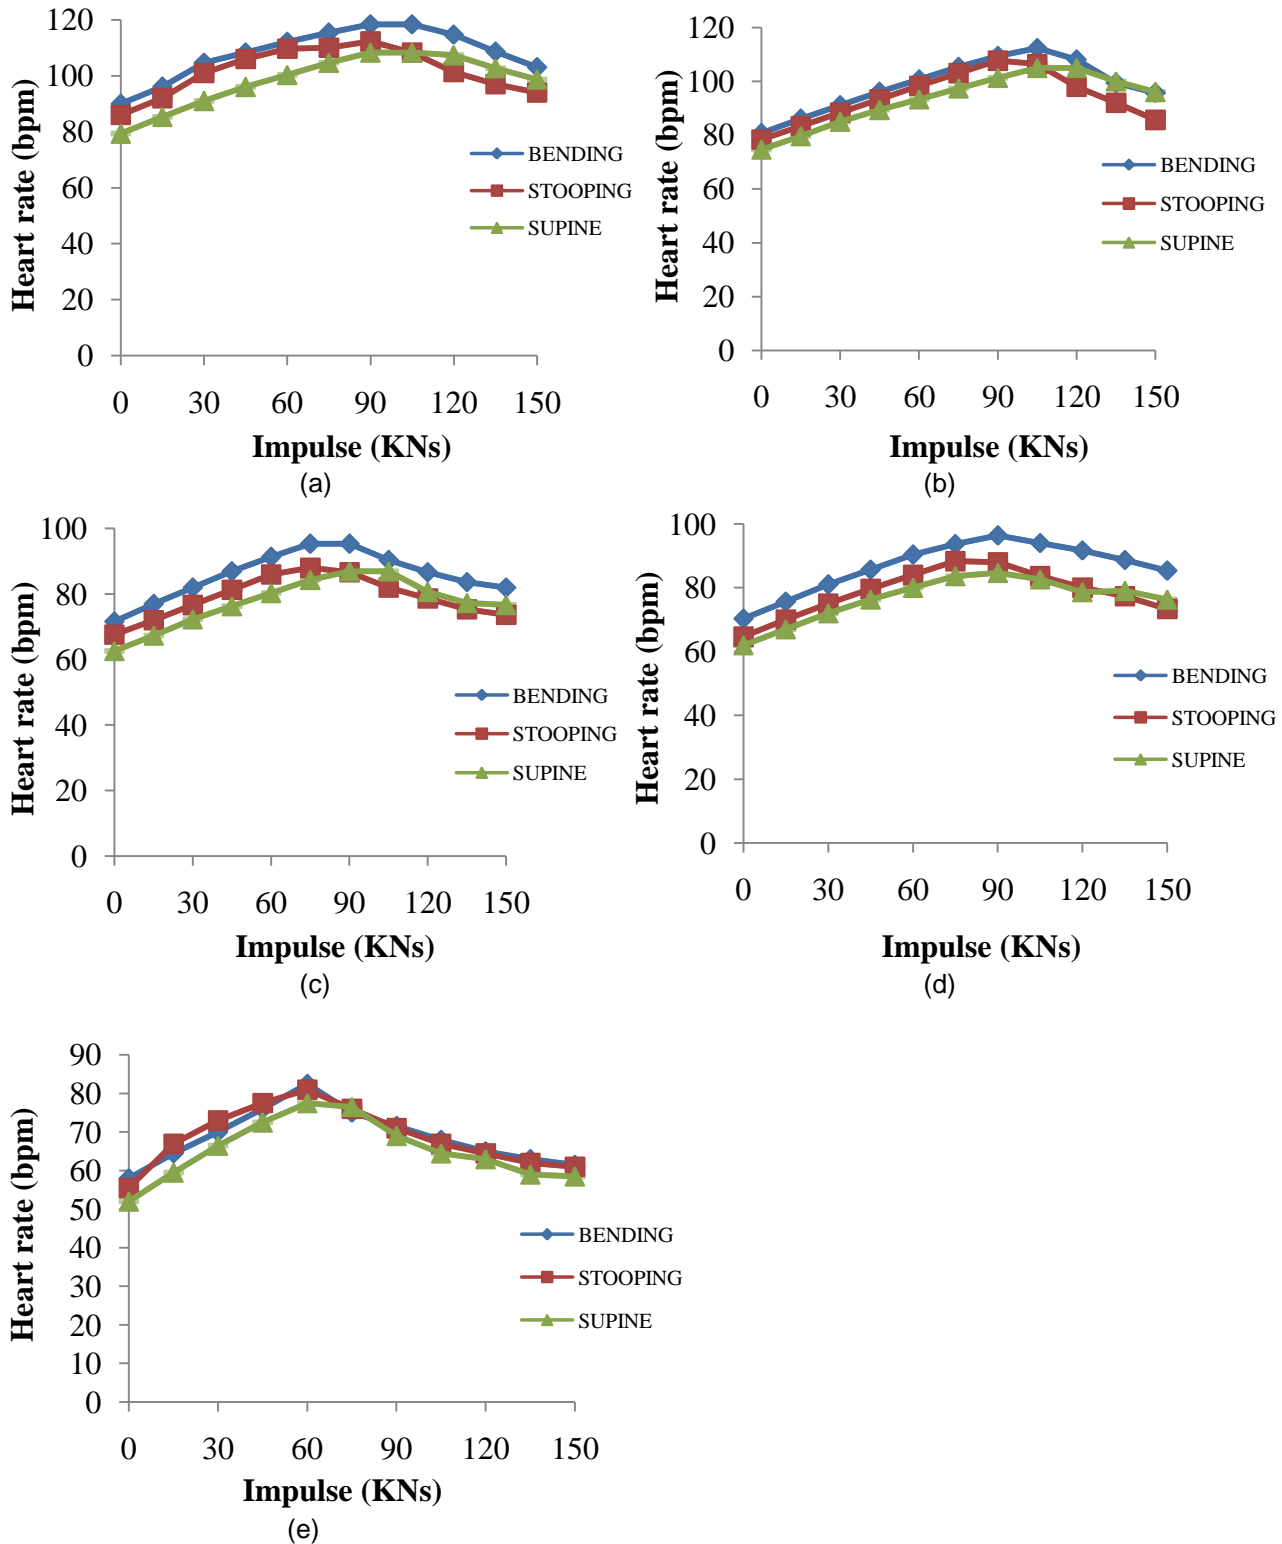 120
100
80
60
40
20
0
Heart rate (bpm)
0 30 60 90 120 150
Impulse (KNs)
BENDING
STOOPING
SUPINE
(a)
120
100
80
60
40
20
0
Heart rate (bpm)
0 30 60 90 120 150
Impulse (KNs)
BENDING
STOOPING
SUPINE
(b)
100
80
60
40
20
0
Heart rate (bpm)
0 30 60 90 120 150
Impulse (KNs)
BENDING
STOOPING
SUPINE
(c)
100
80
60
40
20
0
Heart rate (bpm)
0 30 60 90 120 150
Impulse (KNs)
BENDING
STOOPING
SUPINE
(d)
90
80
70
60
50
40
30
20
10
0
Heart rate (bpm)
0 30 60 90 120 150
Impulse (KNs)
BENDING
STOOPING
SUPINE
(e)